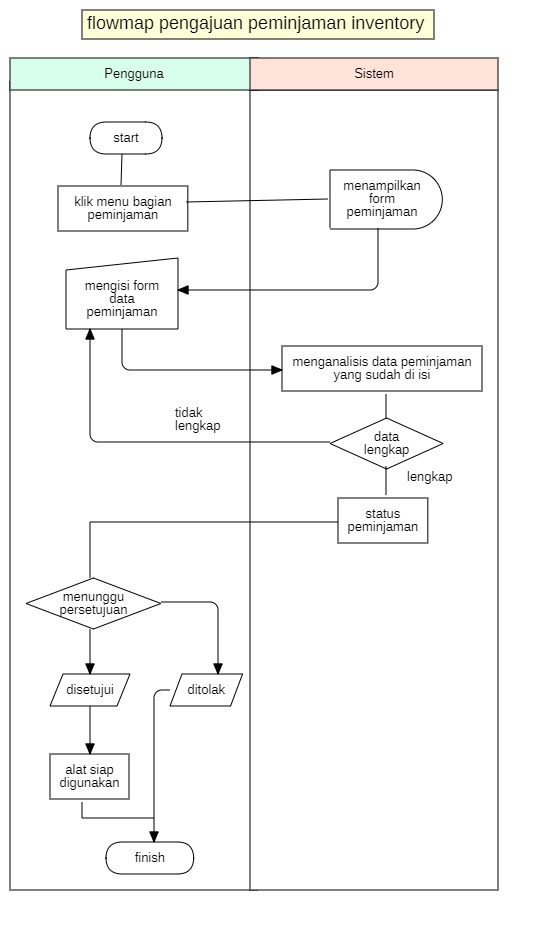 flowmap pengajuan peminjaman inventory
Pengguna
Sistem
start
klik menu bagian
peminjaman
menampilkan
form
peminjaman
mengisi form
data
peminjaman
menganalisis data peminjaman
yang sudah di isi
tidak
lengkap
data
lengkap
lengkap
status
peminjaman
menunggu
persetujuan
disetujui
ditolak
alat siap
digunakan
finish